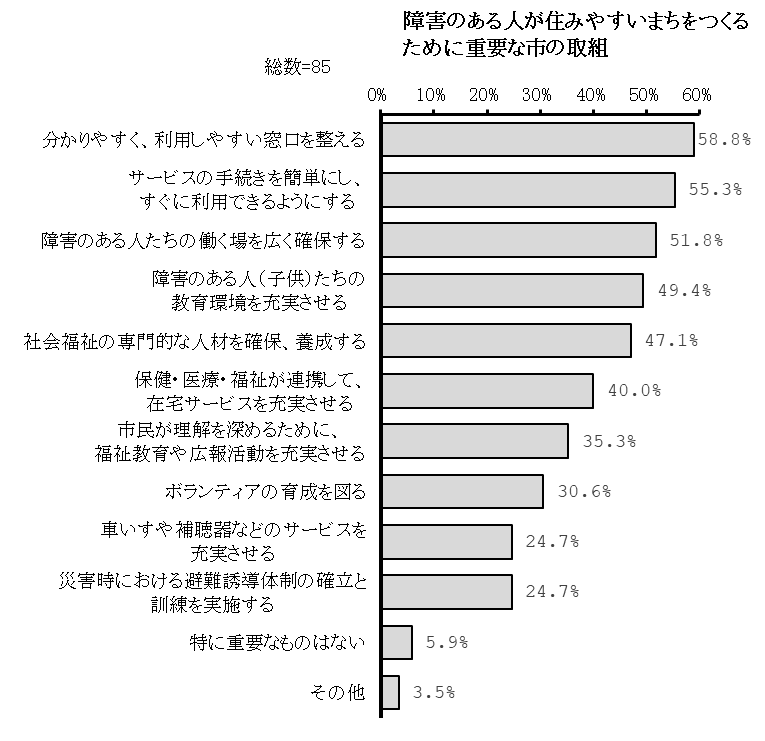 障害のある人が住みやすいまちをつくる
ために重要な市の取組
総数=85
0% 10% 20% 30% 40% 50% 60%
分かりやすく、利用しやすい窓口を整える 58.8%
サービスの手続きを簡単にし、
すぐに利用できるようにする 55.3%
障害のある人たちの働く場を広く確保する 51.8%
障害のある人（子供）たちの
教育環境を充実させる 49.4%
社会福祉の専門的な人材を確保、養成する 47.1%
保健・医療・福祉が連携して、
在宅サービスを充実させる 40.0%
市民が理解を深めるために、
福祉教育や広報活動を充実させる 35.3%
ボランティアの育成を図る 30.6%
車いすや補聴器などのサービスを
充実させる 24.7%
災害時における避難誘導体制の確立と
訓練を実施する 24.7%
特に重要なものはない 5.9%
その他 3.5%